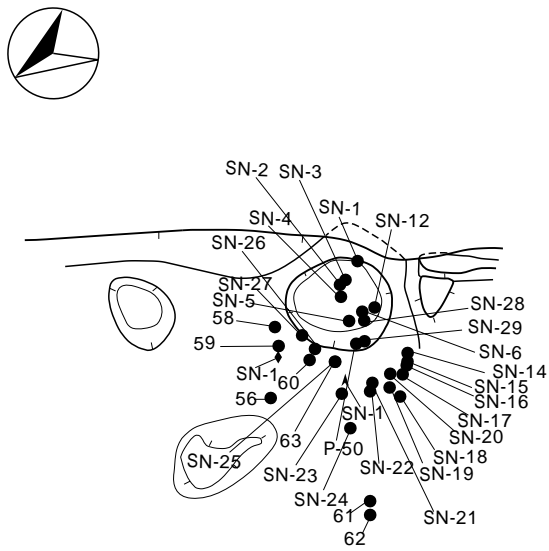 SN-2
SN-3
SN-1
SN-4
SN-12
SN-26
SN-27
SN-5
SN-28
58
SN-29
59
SN-6
SN-1
60
SN-14
SN-15
SN-16
56
SN-1
SN-17
63
P-50
SN-20
SN-25
SN-18
SN-23
SN-22
SN-19
SN-24
61
SN-21
62